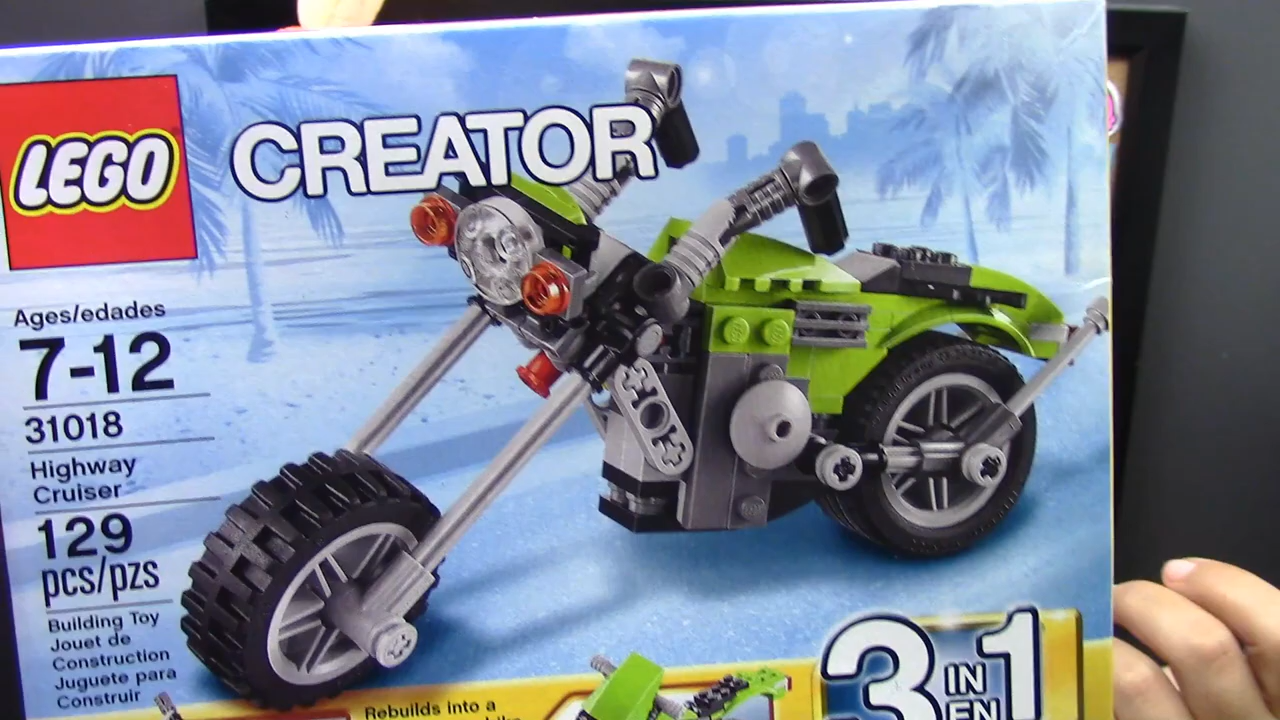 LEGO
CREATOR
Ages/edades
7-12
31018
Highway
Cruiser
129
pcs/pzs
Building Toy
Jouet de
Construction
Juguete para
Construir
Rebuilds into a
3 IN 1
EN